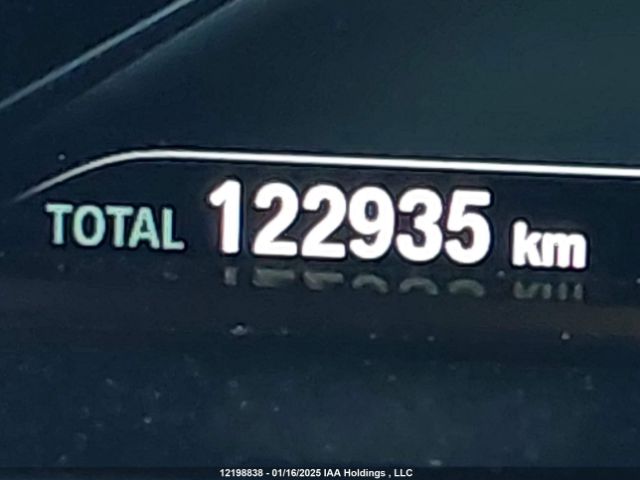 TOTAL 122935 km
12198838 - 01/16/2025 IAA Holdings , LLC